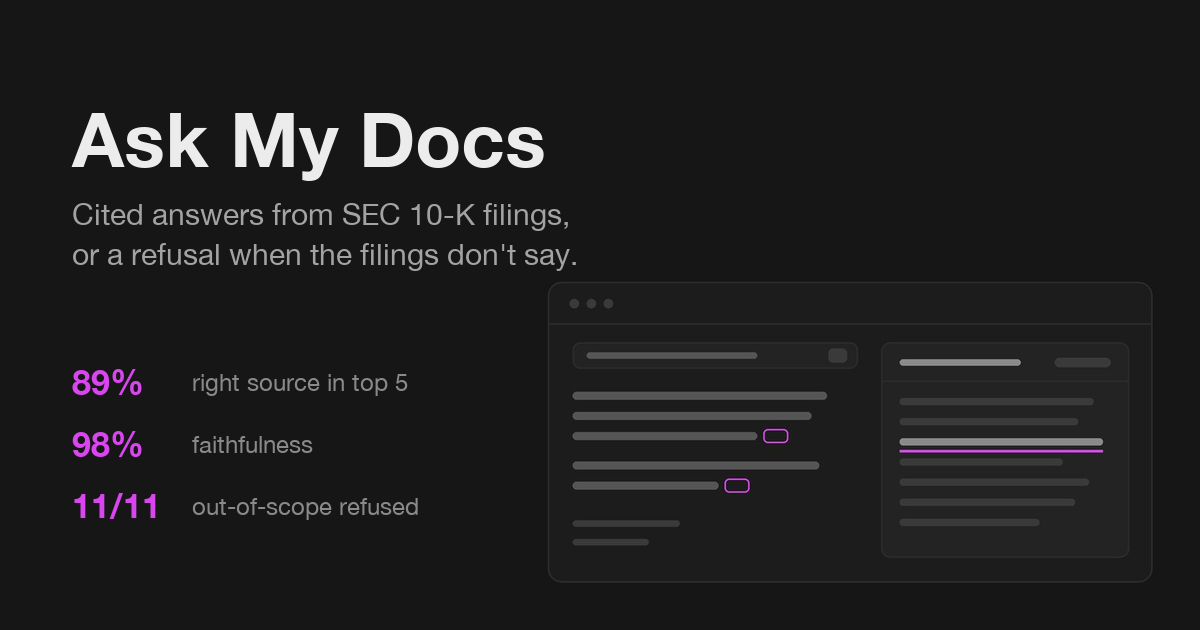 Ask My Docs
Cited answers from SEC 10-K filings,
or a refusal when the filings don't say.
89% right source in top 5
98% faithfulness
11/11 out-of-scope refused